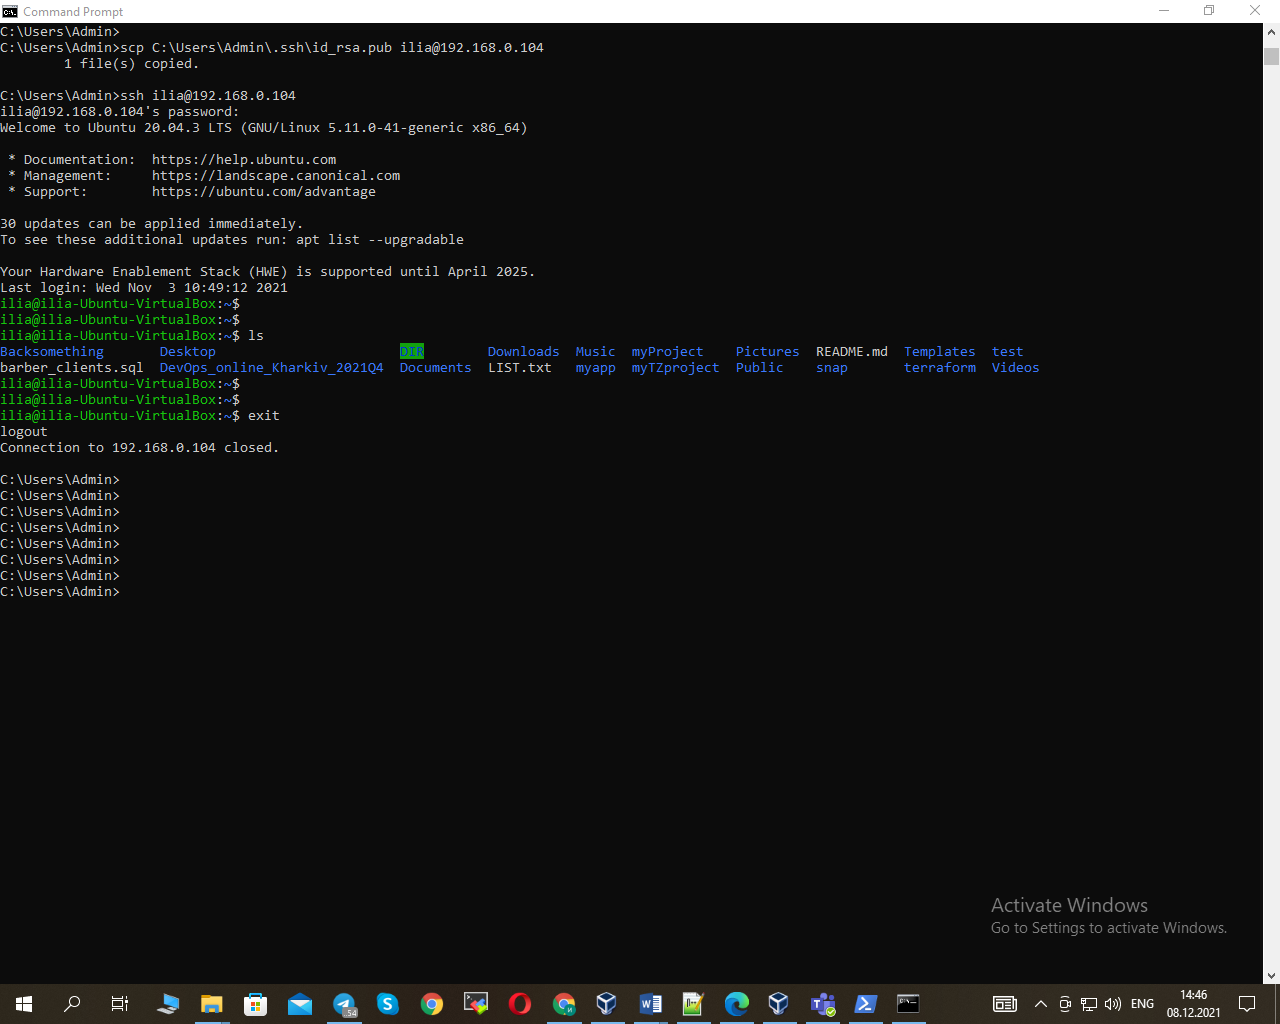 Command Prompt
C:\Users\Admin>
C:\Users\Admin>scp C:\Users\Admin\.ssh\id_rsa.pub ilia@192.168.0.104
        1 file(s) copied.
C:\Users\Admin>ssh ilia@192.168.0.104
ilia@192.168.0.104's password:
Welcome to Ubuntu 20.04.3 LTS (GNU/Linux 5.11.0-41-generic x86_64)
 * Documentation:  https://help.ubuntu.com
 * Management:     https://landscape.canonical.com
 * Support:        https://ubuntu.com/advantage
30 updates can be applied immediately.
To see these additional updates run: apt list --upgradable
Your Hardware Enablement Stack (HWE) is supported until April 2025.
Last login: Wed Nov  3 10:49:12 2021
ilia@ilia-Ubuntu-VirtualBox:~$
ilia@ilia-Ubuntu-VirtualBox:~$
ilia@ilia-Ubuntu-VirtualBox:~$ ls
Backsomething       Desktop                       DIR        Downloads  Music  myProject    Pictures  README.md  Templates  test
barber_clients.sql  DevOps_online_Kharkiv_2021Q4  Documents  LIST.txt   myapp  myTZproject  Public    snap       terraform  Videos
ilia@ilia-Ubuntu-VirtualBox:~$
ilia@ilia-Ubuntu-VirtualBox:~$
ilia@ilia-Ubuntu-VirtualBox:~$ exit
logout
Connection to 192.168.0.104 closed.
C:\Users\Admin>
C:\Users\Admin>
C:\Users\Admin>
C:\Users\Admin>
C:\Users\Admin>
C:\Users\Admin>
C:\Users\Admin>
C:\Users\Admin>
Activate Windows
Go to Settings to activate Windows.
54
ENG
14:46
08.12.2021